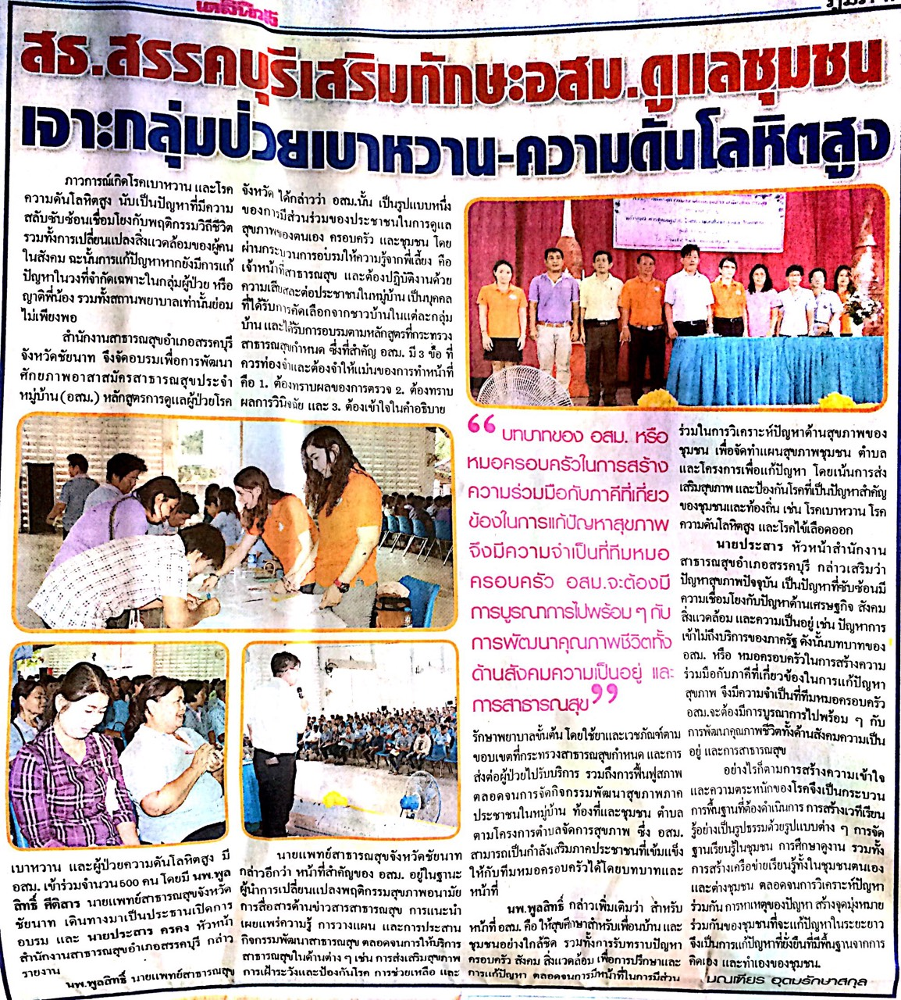 เดลินิวส์
สธ.สรรคบุรีเสริมทักษะอสม.ดูแลชุมชน
เจาะกลุ่มป่วยเบาหวาน-ความดันโลหิตสูง
ภาวการณ์เกิดโรคเบาหวาน และโรค
ความดันโลหิตสูง นับเป็นปัญหาที่มีความ
สลับซับซ้อนเชื่อมโยงกับพฤติกรรมวิถีชีวิต
รวมทั้งการเปลี่ยนแปลงสิ่งแวดล้อมของผู้คน
ในสังคม ฉะนั้นการแก้ปัญหาหากยังมีการแก้
ปัญหาในวงที่จำกัดเฉพาะในกลุ่มผู้ป่วย หรือ
ญาติพี่น้อง รวมทั้งสถานพยาบาลเท่านั้นย่อม
ไม่เพียงพอ
สำนักงานสาธารณสุขอำเภอสรรคบุรี
จังหวัดชัยนาท จึงจัดอบรมเพื่อการพัฒนา
ศักยภาพอาสาสมัครสาธารณสุขประจำ
หมู่บ้าน (อสม.) หลักสูตรการดูแลผู้ป่วยโรค
เบาหวาน และผู้ป่วยความดันโลหิตสูง มี
อสม. เข้าร่วมจำนวน 500 คน โดยมี นพ.พูล
สิทธิ์ ศีติสาร นายแพทย์สาธารณสุขจังหวัด
ชัยนาท เดินทางมาเป็นประธานเปิดการ
อบรม และ นายประสาร ครคง หัวหน้า
สำนักงานสาธารณสุขอำเภอสรรคบุรี กล่าว
รายงาน
นพ.พูลสิทธิ์ นายแพทย์สาธารณสุข
จังหวัด ได้กล่าวว่า อสม.นั้น เป็นรูปแบบหนึ่ง
ของการมีส่วนร่วมของประชาชนในการดูแล
สุขภาพของตนเอง ครอบครัว และชุมชน โดย
ผ่านกระบวนการอบรมให้ความรู้จากพี่เลี้ยง คือ
เจ้าหน้าที่สาธารณสุข และต้องปฏิบัติงานด้วย
ความเสียสละต่อประชาชนในหมู่บ้าน เป็นบุคคล
ที่ได้รับการคัดเลือกจากชาวบ้านในแต่ละกลุ่ม
บ้าน และได้รับการอบรมตามหลักสูตรที่กระทรวง
สาธารณสุขกำหนด ซึ่งที่สำคัญ อสม. มี 3 ข้อ ที่
ควรท่องจำและต้องจำให้แม่นของการทำหน้าที่
คือ 1. ต้องทราบผลของการตรวจ 2. ต้องทราบ
ผลการวินิจฉัย และ 3. ต้องเข้าใจในคำอธิบาย
นายแพทย์สาธารณสุขจังหวัดชัยนาท
กล่าวอีกว่า หน้าที่สำคัญของ อสม. อยู่ในฐานะ
ผู้นำการเปลี่ยนแปลงพฤติกรรมสุขภาพอนามัย
การสื่อสารด้านข่าวสารสาธารณสุข การแนะนำ
เผยแพร่ความรู้ การวางแผน และการประสาน
กิจกรรมพัฒนาสาธารณสุข ตลอดจนการให้บริการ
สาธารณสุขในด้านต่าง ๆ เช่น การส่งเสริมสุขภาพ
การเฝ้าระวังและป้องกันโรค การช่วยเหลือ และ
“ บทบาทของ อสม. หรือ
หมอครอบครัวในการสร้าง
ความร่วมมือกับภาคีที่เกี่ยว
ข้องในการแก้ปัญหาสุขภาพ
จึงมีความจำเป็นที่ทีมหมอ
ครอบครัว อสม.จะต้องมี
การบูรณาการไปพร้อม ๆ กับ
การพัฒนาคุณภาพชีวิตทั้ง
ด้านสังคมความเป็นอยู่ และ
การสาธารณสุข ”
รักษาพยาบาลขั้นต้น โดยใช้ยาและเวชภัณฑ์ตาม
ขอบเขตที่กระทรวงสาธารณสุขกำหนด และการ
ส่งต่อผู้ป่วยไปรับบริการ รวมถึงการฟื้นฟูสภาพ
ตลอดจนการจัดกิจกรรมพัฒนาสุขภาพภาค
ประชาชนในหมู่บ้าน ท้องที่และชุมชน ตำบล
ตามโครงการตำบลจัดการสุขภาพ ซึ่ง อสม.
สามารถเป็นกำลังเสริมภาคประชาชนที่เข้มแข็ง
ให้กับทีมหมอครอบครัวได้โดยบทบาทและ
หน้าที่
นพ.พูลสิทธิ์ กล่าวเพิ่มเติมว่า สำหรับ
หน้าที่ อสม. คือ ให้สุขศึกษาสำหรับเพื่อนบ้าน และ
ชุมชนอย่างใกล้ชิด รวมทั้งการรับทราบปัญหา
ครอบครัว สังคม สิ่งแวดล้อม เพื่อการปรึกษาและ
การแก้ปัญหา ตลอดจนการมีหน้าที่ในการมีส่วน
ร่วมในการวิเคราะห์ปัญหาด้านสุขภาพของ
ชุมชน เพื่อจัดทำแผนสุขภาพชุมชน ตำบล
และโครงการเพื่อแก้ปัญหา โดยเน้นการส่ง
เสริมสุขภาพ และป้องกันโรคที่เป็นปัญหาสำคัญ
ของชุมชนและท้องถิ่น เช่น โรคเบาหวาน โรค
ความดันโลหิตสูง และโรคไข้เลือดออก
นายประสาร หัวหน้าสำนักงาน
สาธารณสุขอำเภอสรรคบุรี กล่าวเสริมว่า
ปัญหาสุขภาพปัจจุบัน เป็นปัญหาที่ซับซ้อนมี
ความเชื่อมโยงกับปัญหาด้านเศรษฐกิจ สังคม
สิ่งแวดล้อม และความเป็นอยู่ เช่น ปัญหาการ
เข้าไม่ถึงบริการของภาครัฐ ดังนั้นบทบาทของ
อสม. หรือ หมอครอบครัวในการสร้างความ
ร่วมมือกับภาคีที่เกี่ยวข้องในการแก้ปัญหา
สุขภาพ จึงมีความจำเป็นที่ทีมหมอครอบครัว
อสม.จะต้องมีการบูรณาการไปพร้อม ๆ กับ
การพัฒนาคุณภาพชีวิตทั้งด้านสังคมความเป็น
อยู่ และการสาธารณสุข
อย่างไรก็ตามการสร้างความเข้าใจ
และความตระหนักของโรคจึงเป็นกระบวน
การพื้นฐานที่ต้องดำเนินการ การสร้างเวทีเรียน
รู้อย่างเป็นรูปธรรมด้วยรูปแบบต่าง ๆ การจัด
ฐานเรียนรู้ในชุมชน การศึกษาดูงาน รวมทั้ง
การสร้างเครือข่ายเรียนรู้ทั้งในชุมชนตนเอง
และต่างชุมชน ตลอดจนการวิเคราะห์ปัญหา
ร่วมกัน การหาเหตุของปัญหา สร้างจุดมุ่งหมาย
ร่วมกันของชุมชนที่จะแก้ปัญหาในระยะยาว
จึงเป็นการแก้ปัญหาที่ยั่งยืนที่มีพื้นฐานจากการ
คิดเอง และทำเองของชุมชน.
มณเฑียร อุดมรักษาสกุล